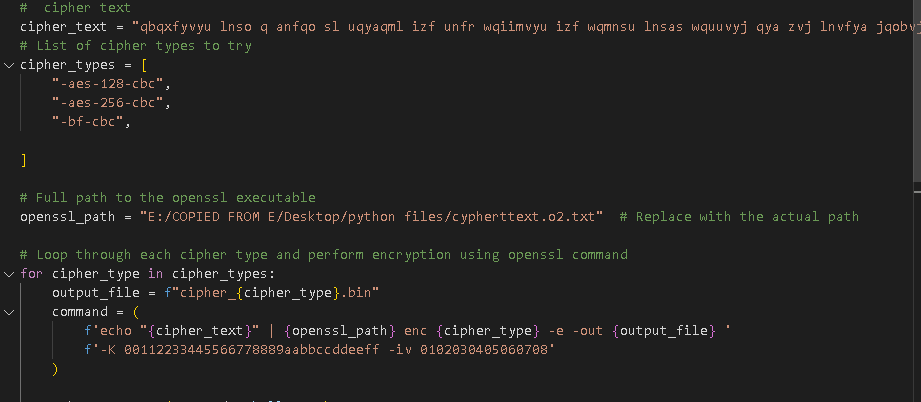 #  cipher text
cipher_text = "qbqxfyvyu lnso q anfqo sl uqyaqml izf unfr wqiimvyu izf wqmnsu lnsas wquuvyj qya zvj lnvfya jqobvj
# List of cipher types to try
cipher_types = [
"-aes-128-cbc",
"-aes-256-cbc",
"-bf-cbc",
]
# Full path to the openssl executable
openssl_path = "E:/COPIED FROM E/Desktop/python files/cypherttext.o2.txt"  # Replace with the actual path
# Loop through each cipher type and perform encryption using openssl command
for cipher_type in cipher_types:
output_file = f"cipher_{cipher_type}.bin"
command = (
f'echo "{cipher_text}" | {openssl_path} enc {cipher_type} -e -out {output_file} '
f'-K 00112233445566778889aabbccddeeff -iv 0102030405060708'
)